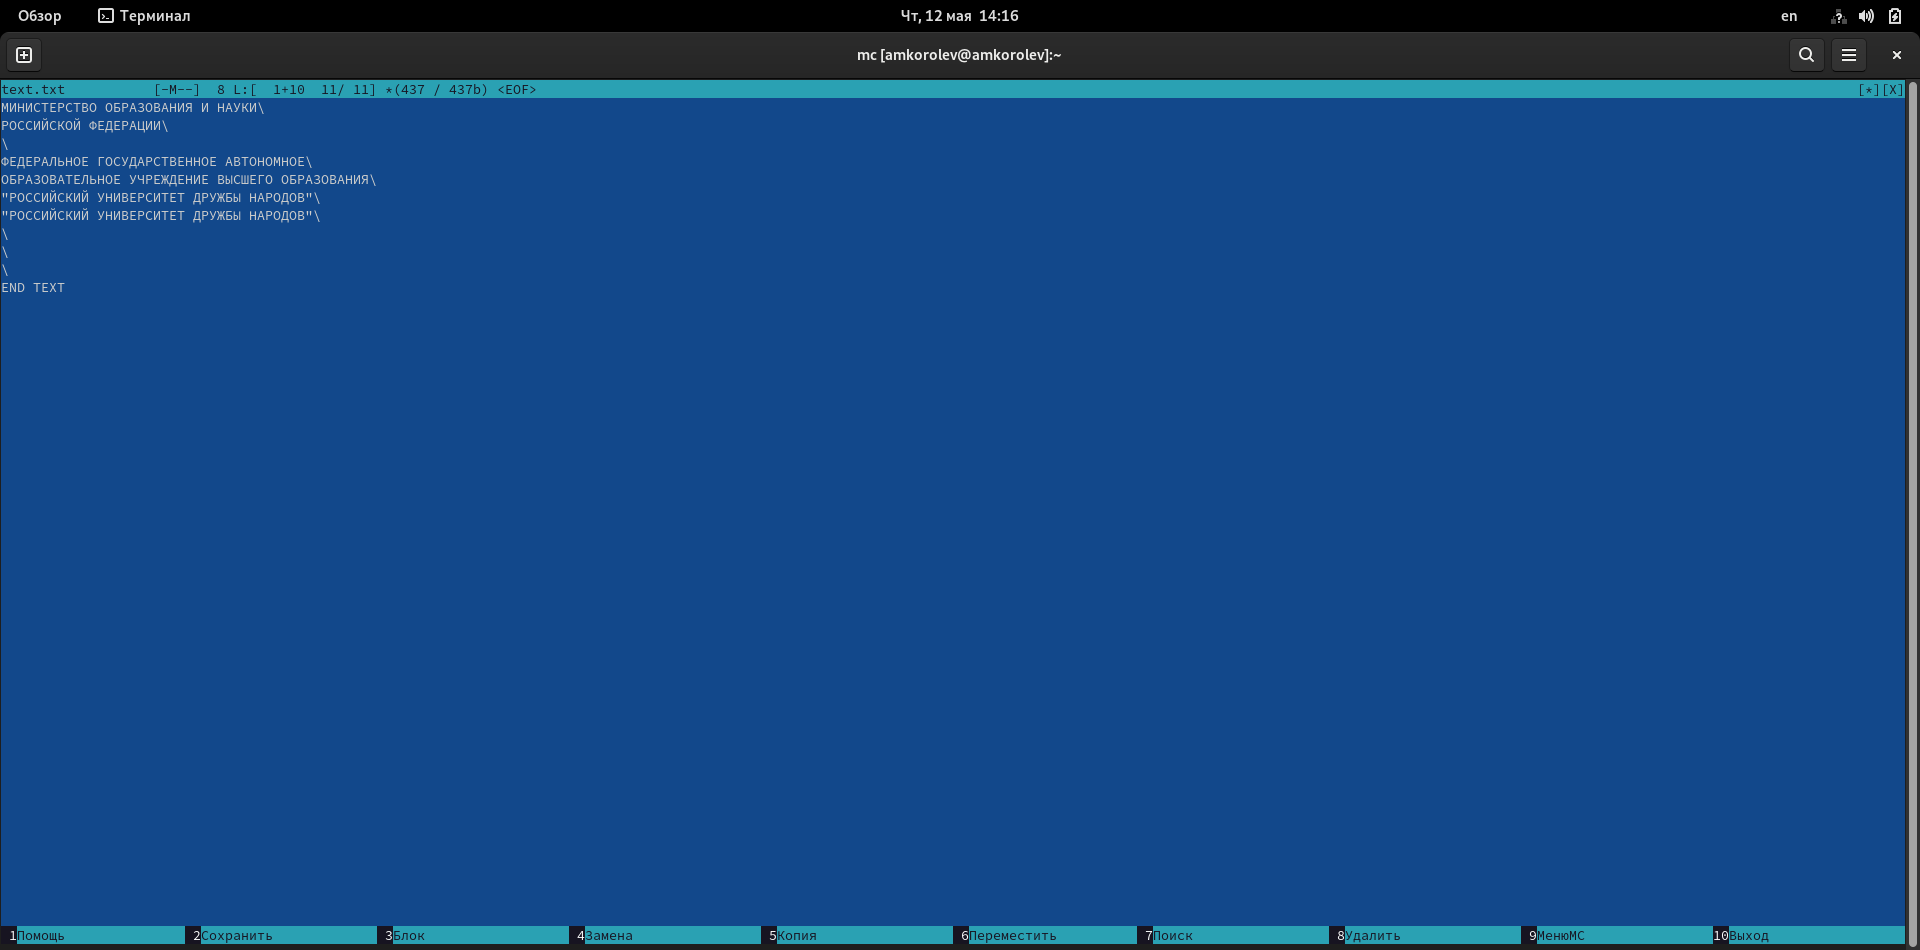 Обзор Терминал Чт, 12 мая 14:16 en
mc [amkorolev@amkorolev]:~
text.txt [-M--] 8 L:[ 1+10 11/ 11] *(437 / 437b) <EOF> [*][X]
МИНИСТЕРСТВО ОБРАЗОВАНИЯ И НАУКИ\
РОССИЙСКОЙ ФЕДЕРАЦИИ\
\
ФЕДЕРАЛЬНОЕ ГОСУДАРСТВЕННОЕ АВТОНОМНОЕ\
ОБРАЗОВАТЕЛЬНОЕ УЧРЕЖДЕНИЕ ВЫСШЕГО ОБРАЗОВАНИЯ\
"РОССИЙСКИЙ УНИВЕРСИТЕТ ДРУЖБЫ НАРОДОВ"\
"РОССИЙСКИЙ УНИВЕРСИТЕТ ДРУЖБЫ НАРОДОВ"\
\
\
\
END TEXT
1Помощь 2Сохранить 3Блок 4Замена 5Копия 6Переместить 7Поиск 8Удалить 9МенюMC 10Выход